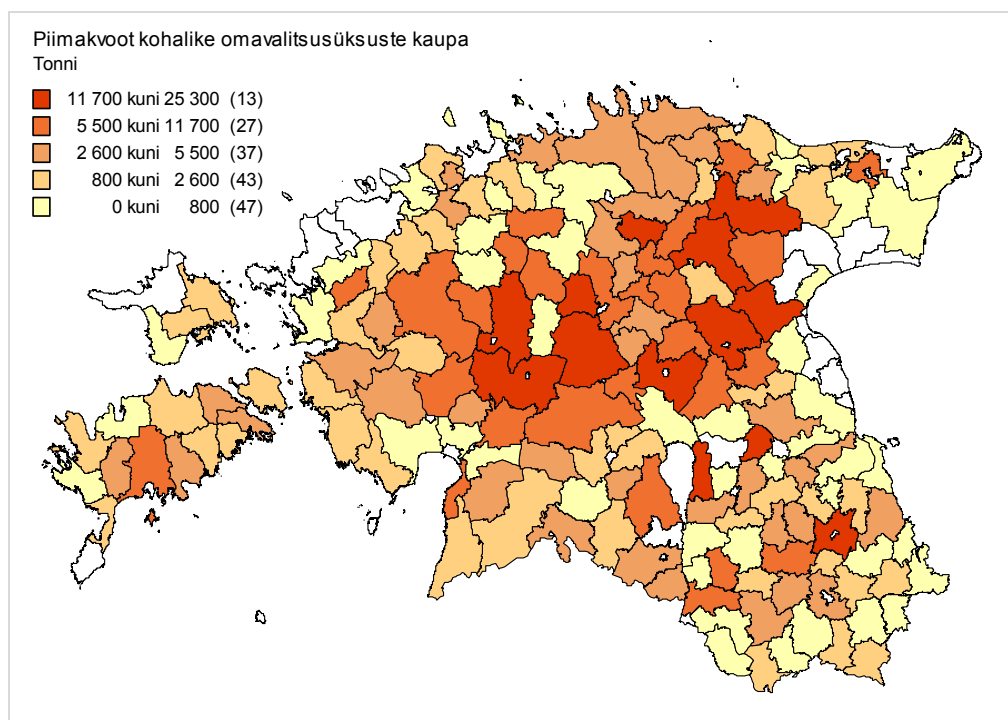 Piimakvoot kohalike omavalitsusüksuste kaupa
Tonni
11 700 kuni 25 300 (13)
5 500 kuni 11 700 (27)
2 600 kuni 5 500 (37)
800 kuni 2 600 (43)
0 kuni 800 (47)